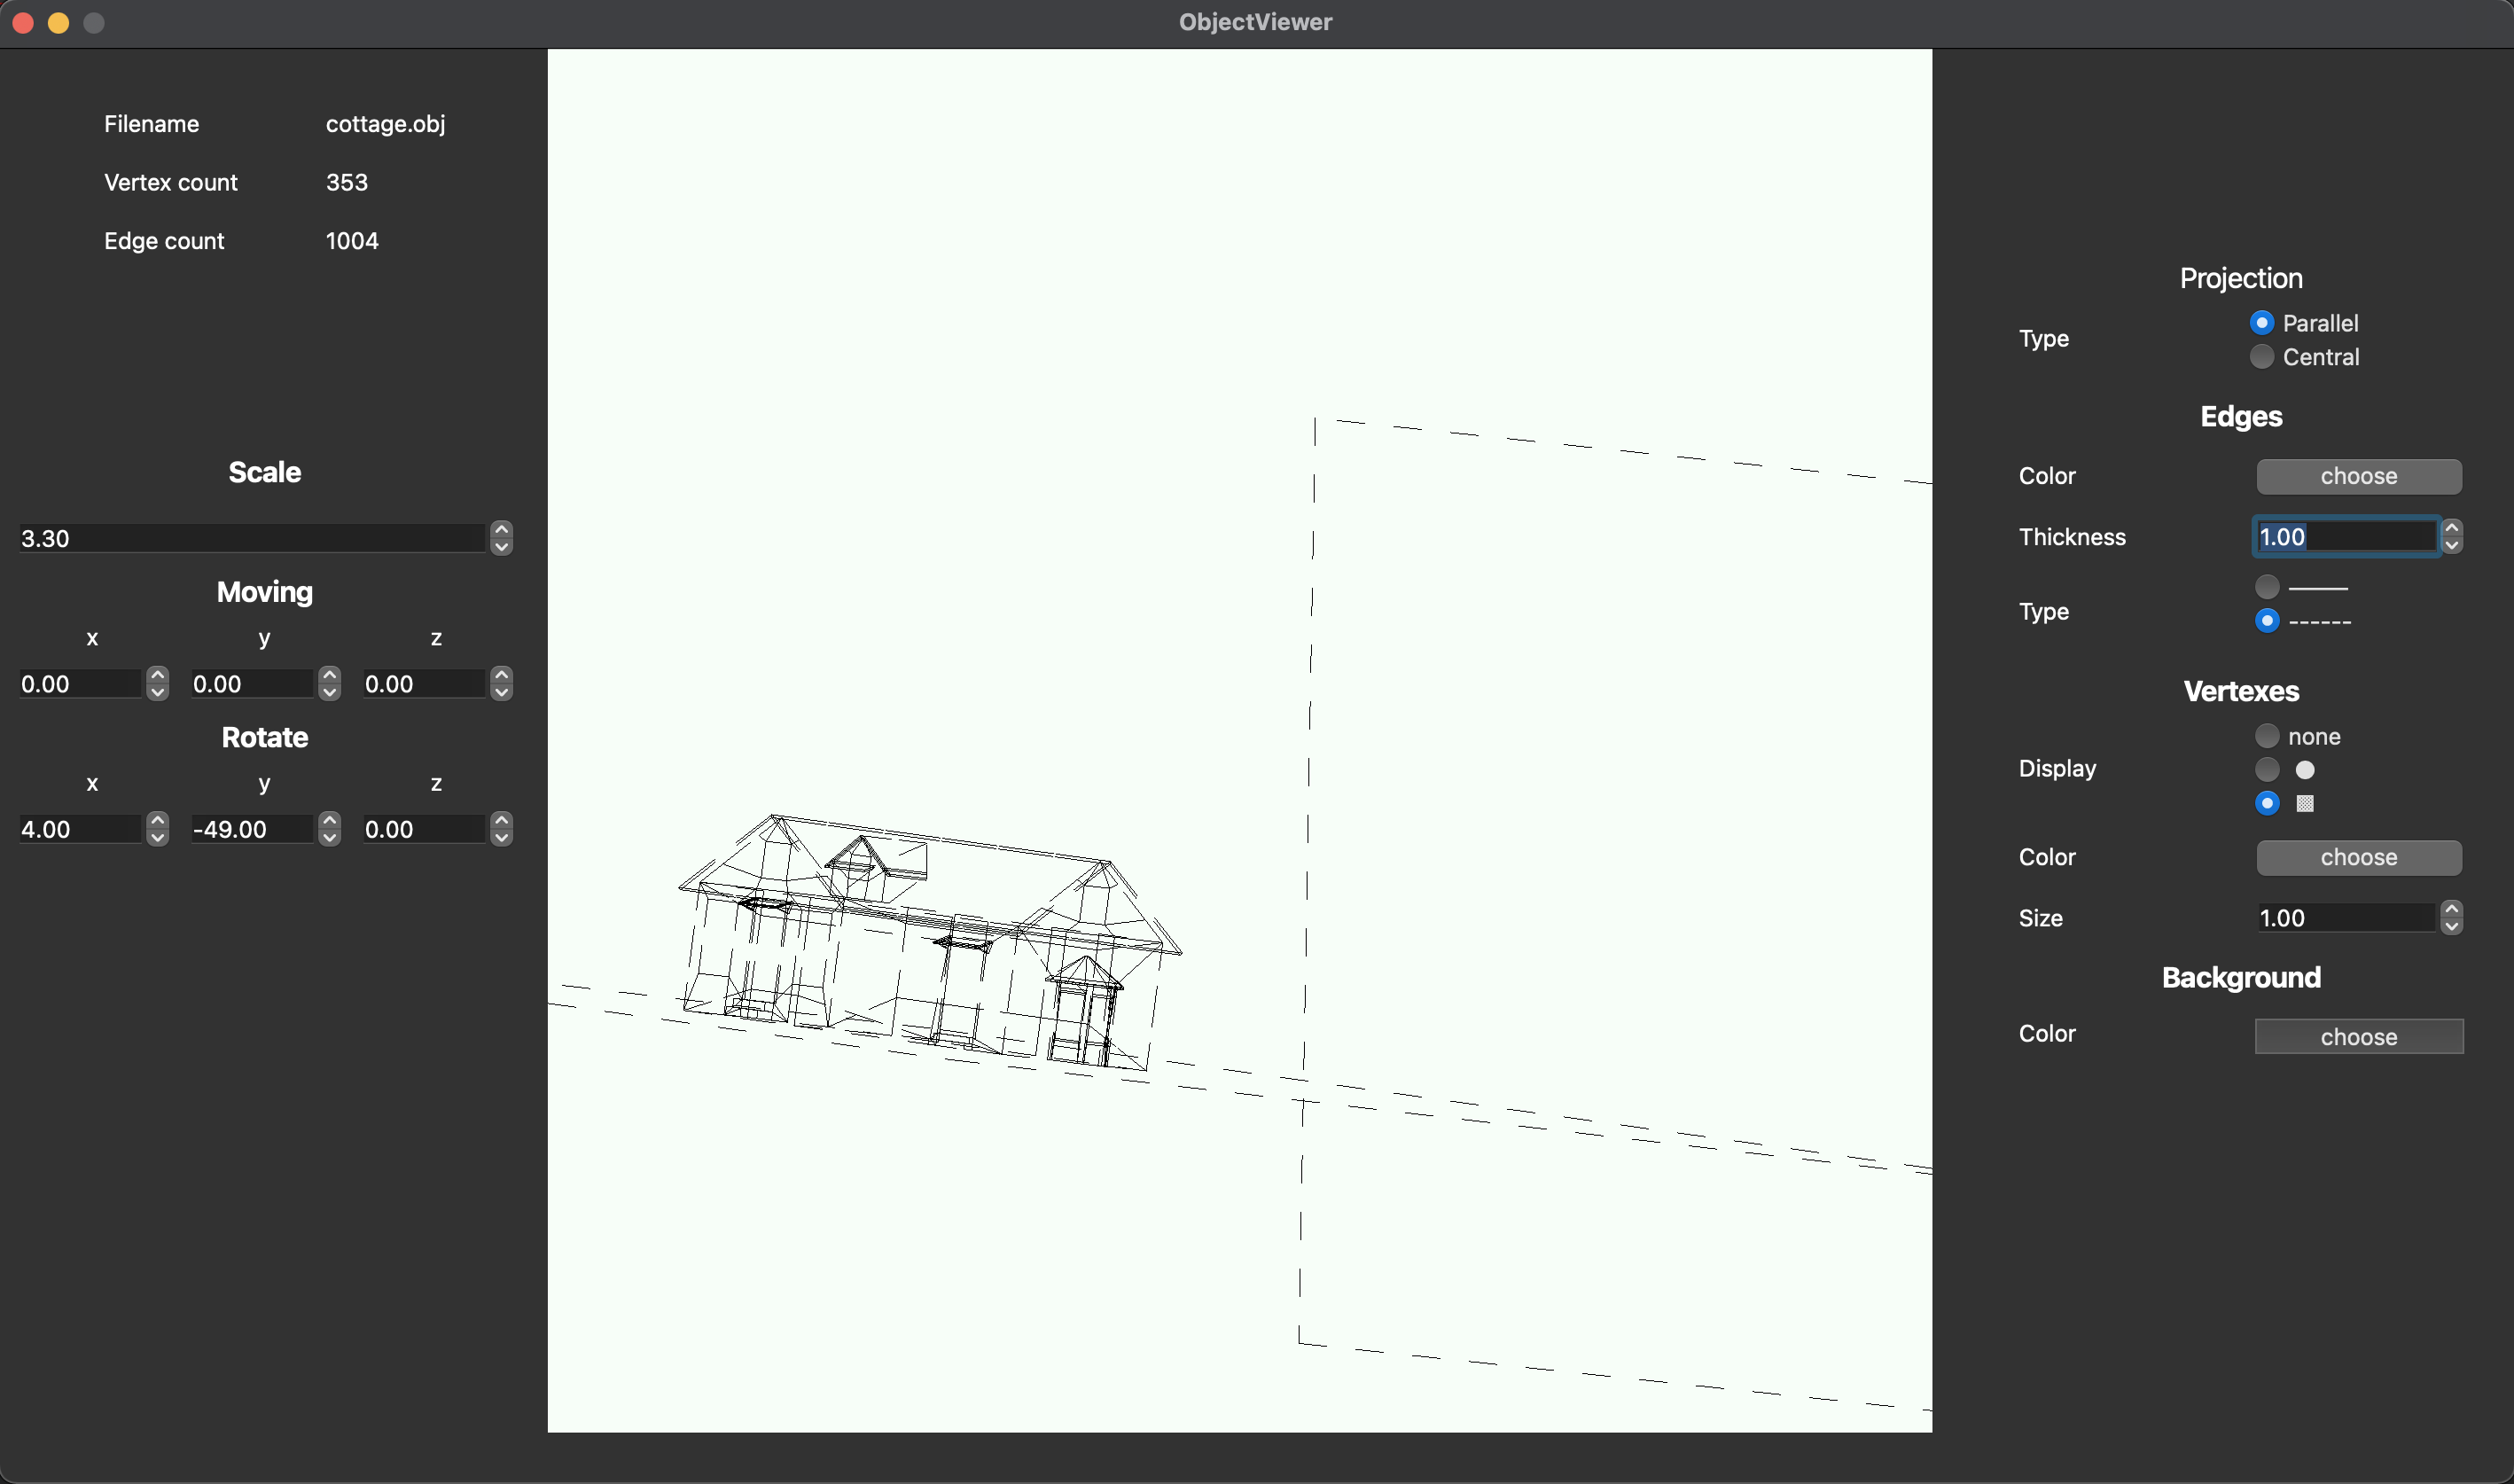 ObjectViewer
Filename cottage.obj
Vertex count 353
Edge count 1004
Scale
3.30
Moving
x y z
0.00 0.00 0.00
Rotate
x y z
4.00 -49.00 0.00
Projection
Type
Parallel
Central
Edges
Color choose
Thickness 1.00
Type
------
Vertexes
none
Display
Color choose
Size 1.00
Background
Color choose